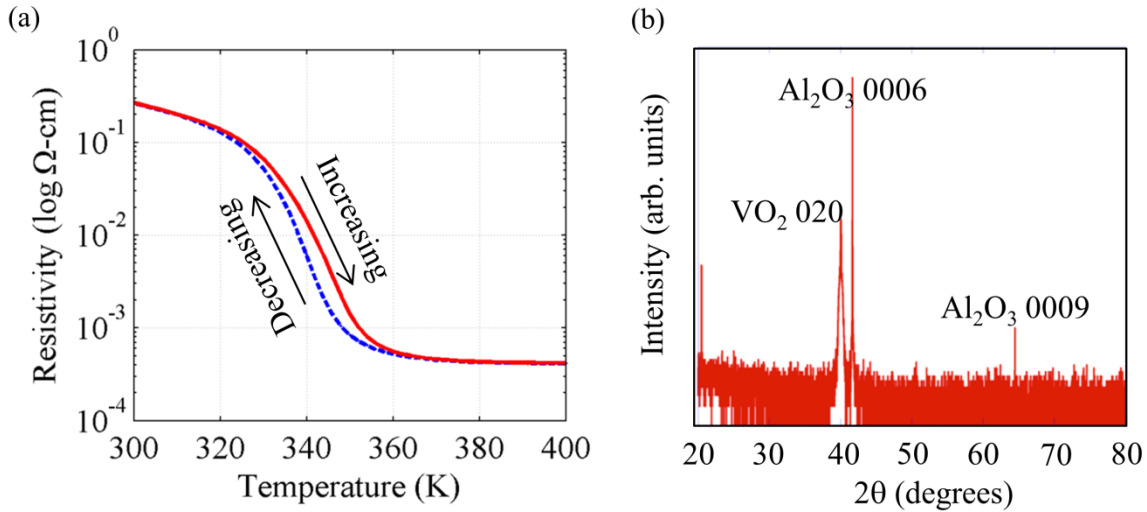 (a)
10⁰
10⁻¹
10⁻²
10⁻³
10⁻⁴
Resistivity (log Ω-cm)
Increasing
Decreasing
300 320 340 360 380 400
Temperature (K)
(b)
Al₂O₃ 0006
VO₂ 020
Al₂O₃ 0009
Intensity (arb. units)
20 30 40 50 60 70 80
2θ (degrees)